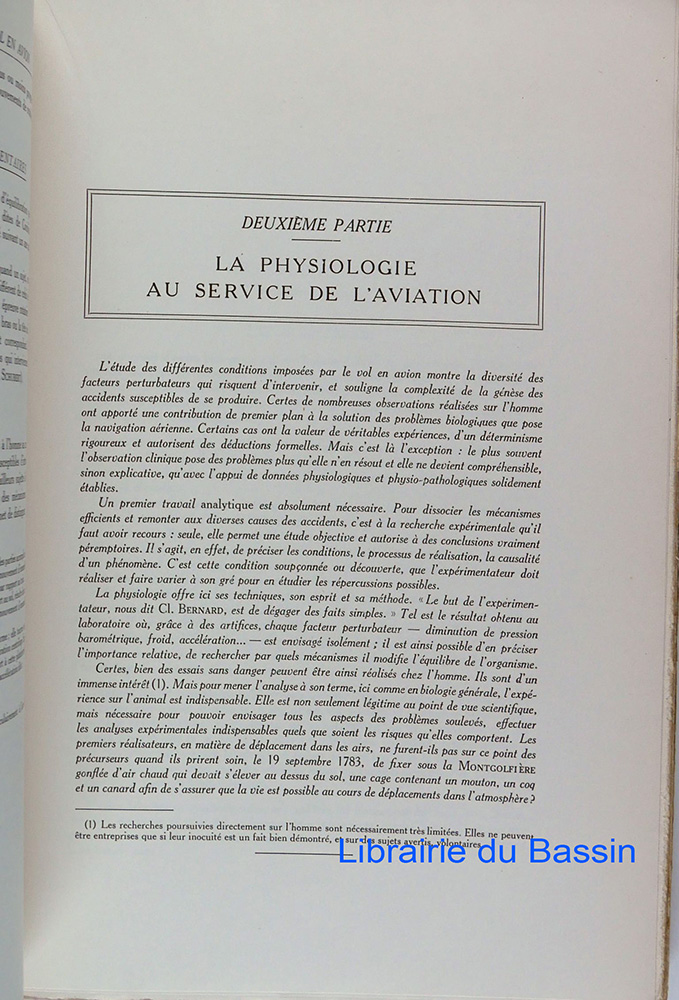 DEUXIÈME PARTIE
LA PHYSIOLOGIE
AU SERVICE DE L'AVIATION
L'étude des différentes conditions imposées par le vol en avion montre la diversité des
facteurs perturbateurs qui risquent d'intervenir, et souligne la complexité de la génèse des
accidents susceptibles de se produire. Certes de nombreuses observations réalisées sur l'homme
ont apporté une contribution de premier plan à la solution des problèmes biologiques que pose
la navigation aérienne. Certains cas ont la valeur de véritables expériences, d'un déterminisme
rigoureux et autorisent des déductions formelles. Mais c'est là l'exception : le plus souvent
l'observation clinique pose des problèmes plus qu'elle n'en résout et elle ne devient compréhensible,
sinon explicative, qu'avec l'appui de données physiologiques et physio-pathologiques solidement
établies.
Un premier travail analytique est absolument nécessaire. Pour dissocier les mécanismes
efficients et remonter aux diverses causes des accidents, c'est à la recherche expérimentale qu'il
faut avoir recours : seule, elle permet une étude objective et autorise à des conclusions vraiment
péremptoires. Il s'agit, en effet, de préciser les conditions, le processus de réalisation, la causalité
d'un phénomène. C'est cette condition soupçonnée ou découverte, que l'expérimentateur doit
réaliser et faire varier à son gré pour en étudier les répercussions possibles.
La physiologie offre ici ses techniques, son esprit et sa méthode. « Le but de l'expérimen-
tateur, nous dit Cl. BERNARD, est de dégager des faits simples. » Tel est le résultat obtenu au
laboratoire où, grâce à des artifices, chaque facteur perturbateur — diminution de pression
barométrique, froid, accélération... — est envisagé isolément ; il est ainsi possible d'en préciser
l'importance relative, de rechercher par quels mécanismes il modifie l'équilibre de l'organisme.
Certes, bien des essais sans danger peuvent être ainsi réalisés chez l'homme. Ils sont d'un
immense intérêt (1). Mais pour mener l'analyse à son terme, ici comme en biologie générale, l'expé-
rience sur l'animal est indispensable. Elle est non seulement légitime au point de vue scientifique,
mais nécessaire pour pouvoir envisager tous les aspects des problèmes soulevés, effectuer
les analyses expérimentales indispensables quels que soient les risques qu'elles comportent. Les
premiers réalisateurs, en matière de déplacement dans les airs, ne furent-ils pas sur ce point des
précurseurs quand ils prirent soin, le 19 septembre 1783, de fixer sous la MONTGOLFIÈRE
gonflée d'air chaud qui devait s'élever au dessus du sol, une cage contenant un mouton, un coq
et un canard afin de s'assurer que la vie est possible au cours de déplacements dans l'atmosphère ?
(1) Les recherches poursuivies directement sur l'homme sont nécessairement très limitées. Elles ne peuvent
être entreprises que si leur inocuité est un fait bien démontré, et sur des sujets avertis, volontaires.
Librairie du Bassin